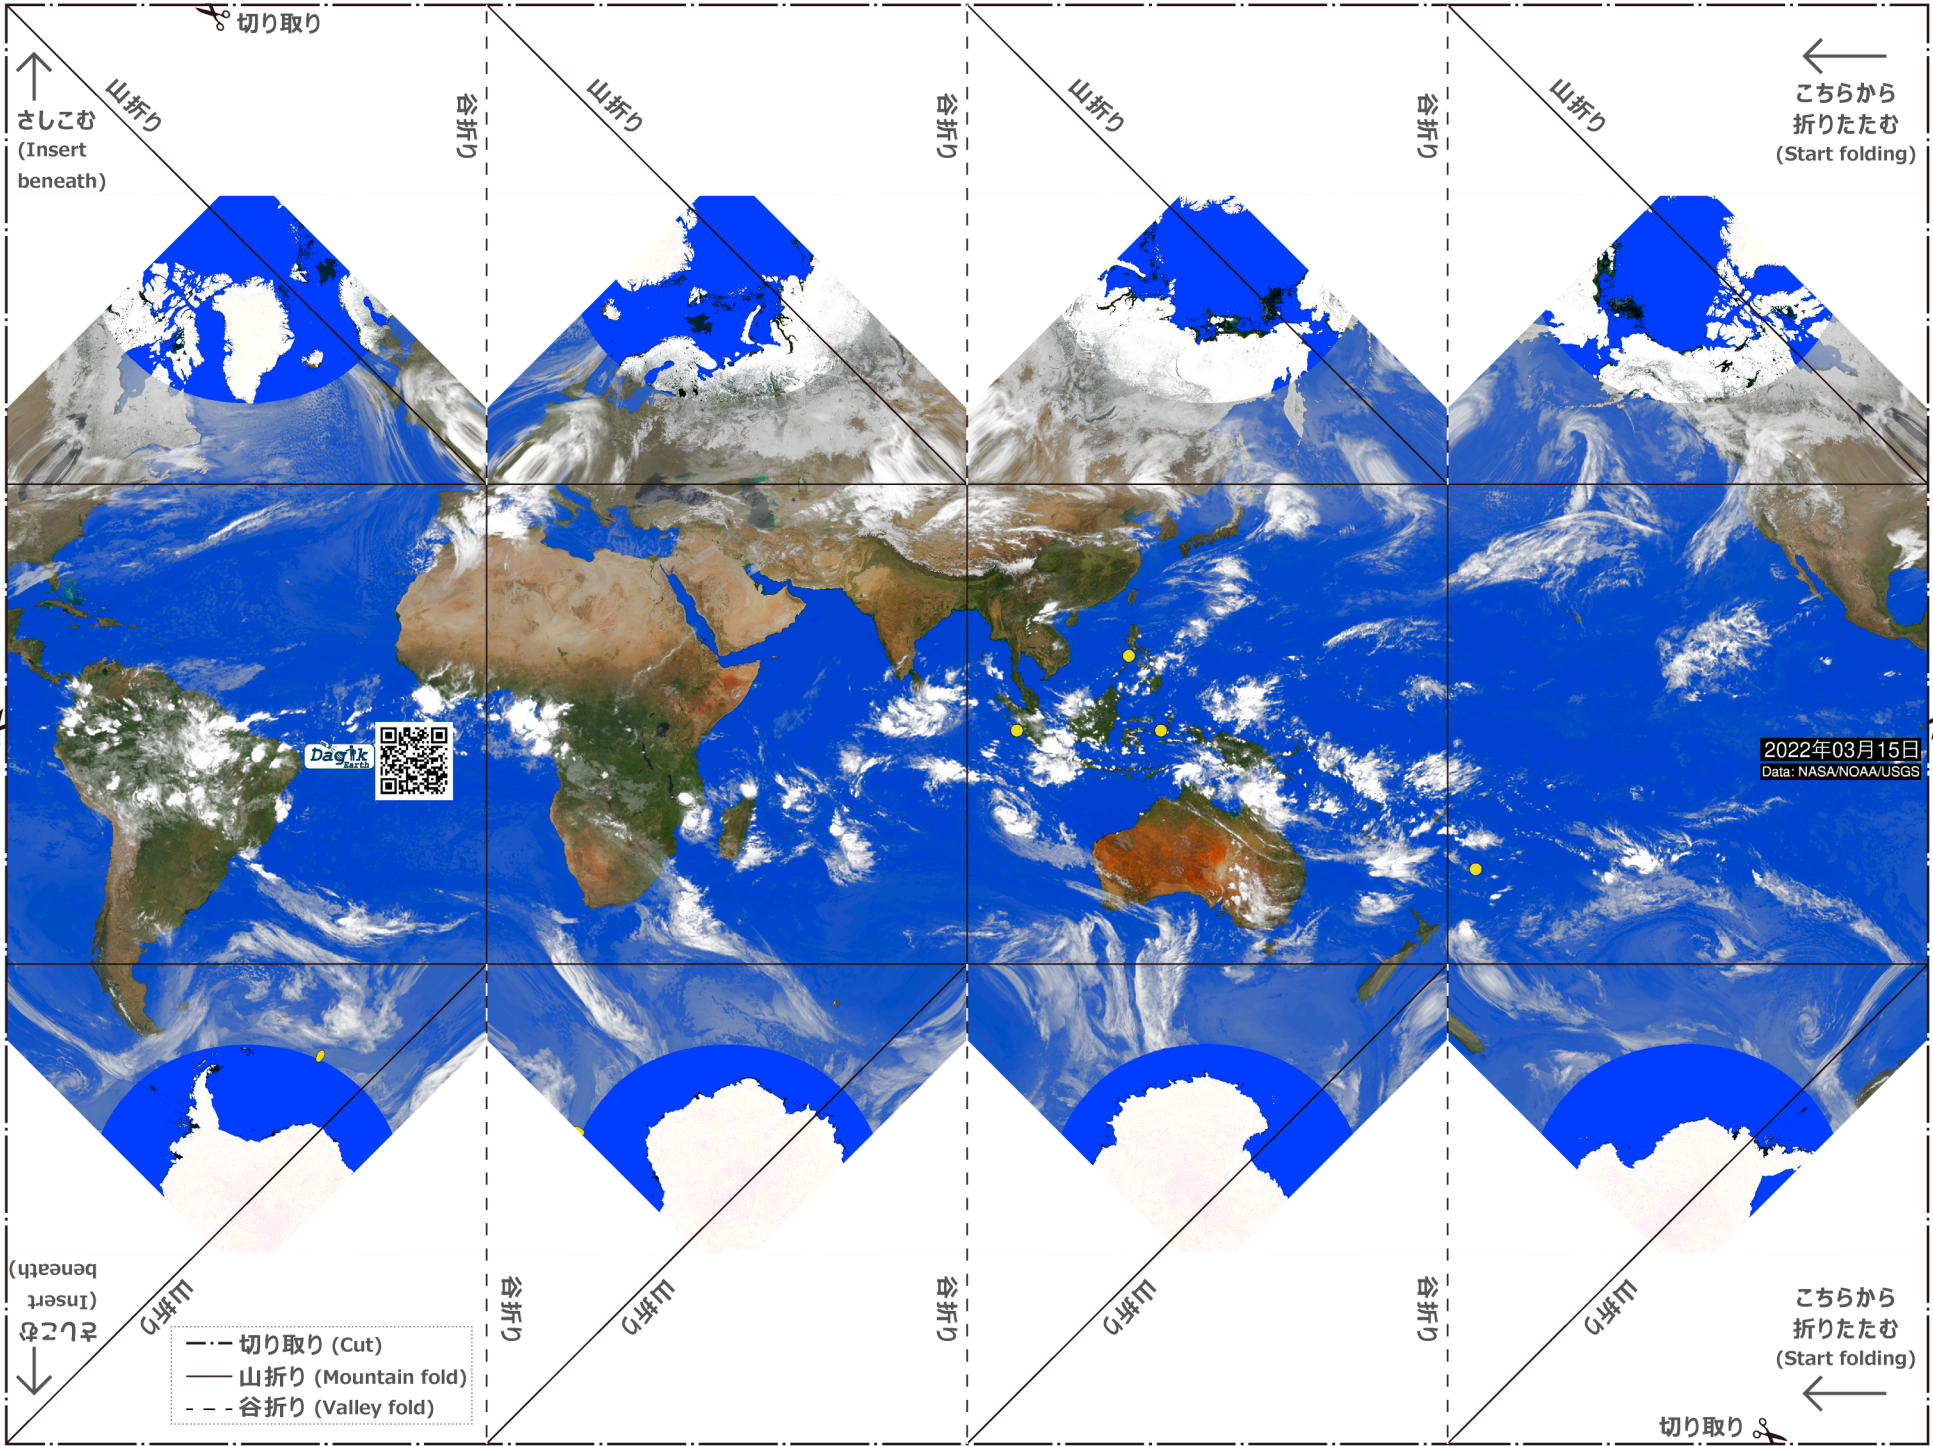 切り取り
山折り
谷折り
山折り
谷折り
山折り
谷折り
山折り
さしこむ
(Insert
beneath)
こちらから
折りたたむ
(Start folding)
Dagik
Earth
2022年03月15日
Data: NASA/NOAA/USGS
さしこむ
(Insert
beneath)
山折り
谷折り
山折り
谷折り
山折り
谷折り
山折り
こちらから
折りたたむ
(Start folding)
切り取り (Cut)
山折り (Mountain fold)
谷折り (Valley fold)
切り取り